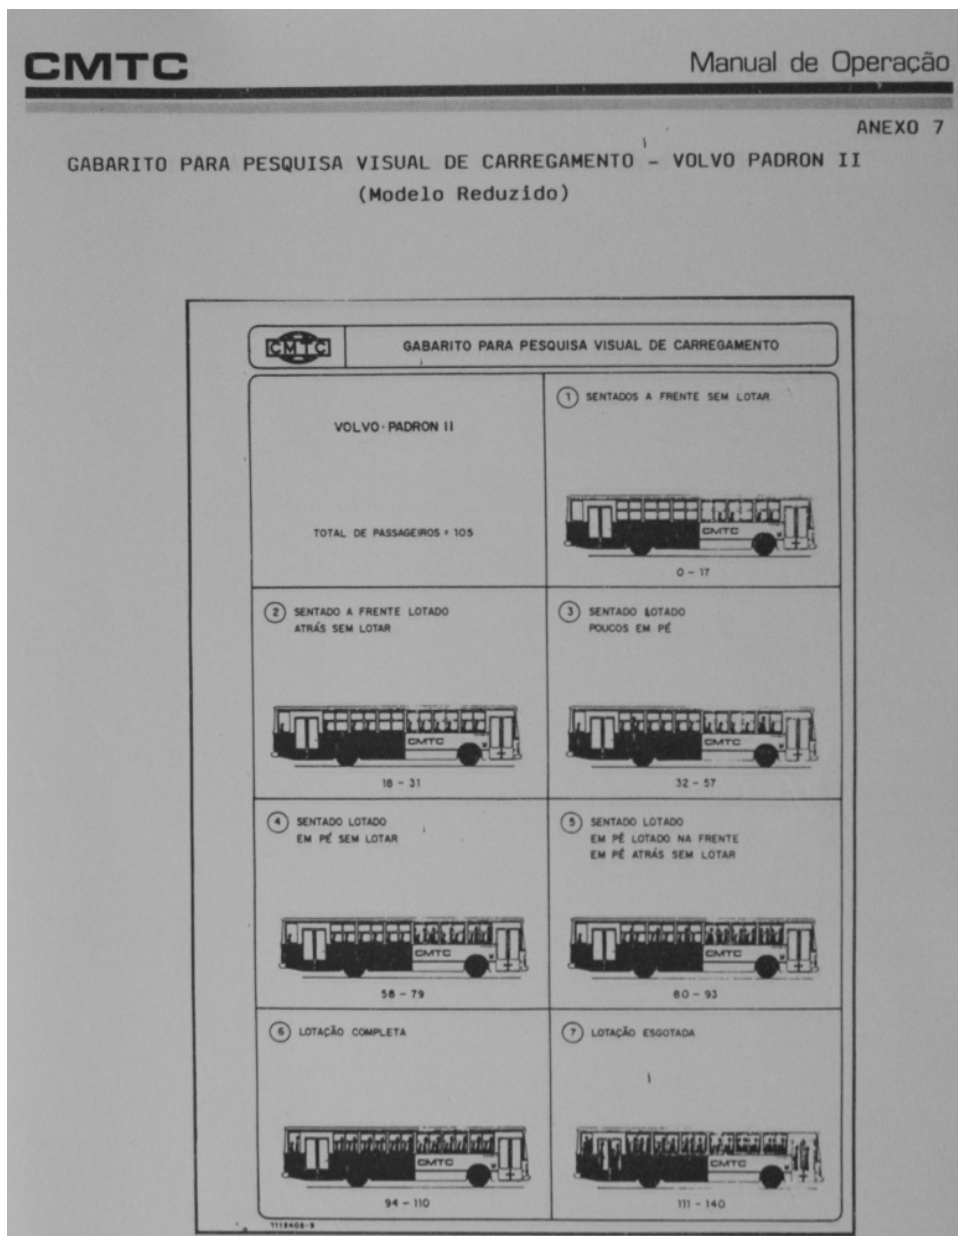 CMTC
Manual de Operação
ANEXO 7
GABARITO PARA PESQUISA VISUAL DE CARREGAMENTO - VOLVO PADRON II
(Modelo Reduzido)
CMTC
GABARITO PARA PESQUISA VISUAL DE CARREGAMENTO
VOLVO-PADRON II
TOTAL DE PASSAGEIROS = 105
1 SENTADOS A FRENTE SEM LOTAR
CMTC
0 - 17
2 SENTADO A FRENTE LOTADO
ATRÁS SEM LOTAR
CMTC
18 - 31
3 SENTADO LOTADO
POUCOS EM PÉ
CMTC
32 - 57
4 SENTADO LOTADO
EM PÉ SEM LOTAR
CMTC
58 - 79
5 SENTADO LOTADO
EM PÉ LOTADO NA FRENTE
EM PÉ ATRÁS SEM LOTAR
CMTC
80 - 93
6 LOTAÇÃO COMPLETA
CMTC
94 - 110
7 LOTAÇÃO ESGOTADA
CMTC
111 - 140